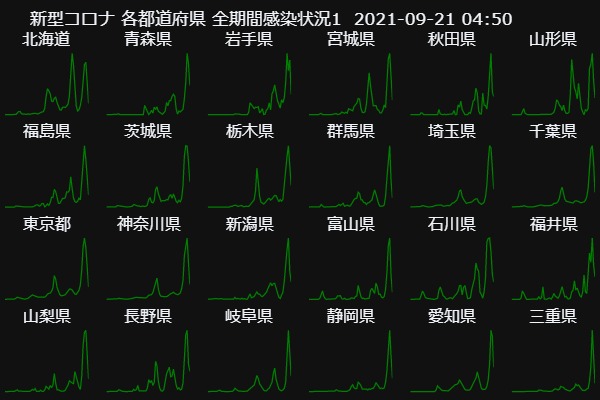 新型コロナ 各都道府県 全期間感染状況1 2021-09-21 04:50
北海道 青森県 岩手県 宮城県 秋田県 山形県
福島県 茨城県 栃木県 群馬県 埼玉県 千葉県
東京都 神奈川県 新潟県 富山県 石川県 福井県
山梨県 長野県 岐阜県 静岡県 愛知県 三重県